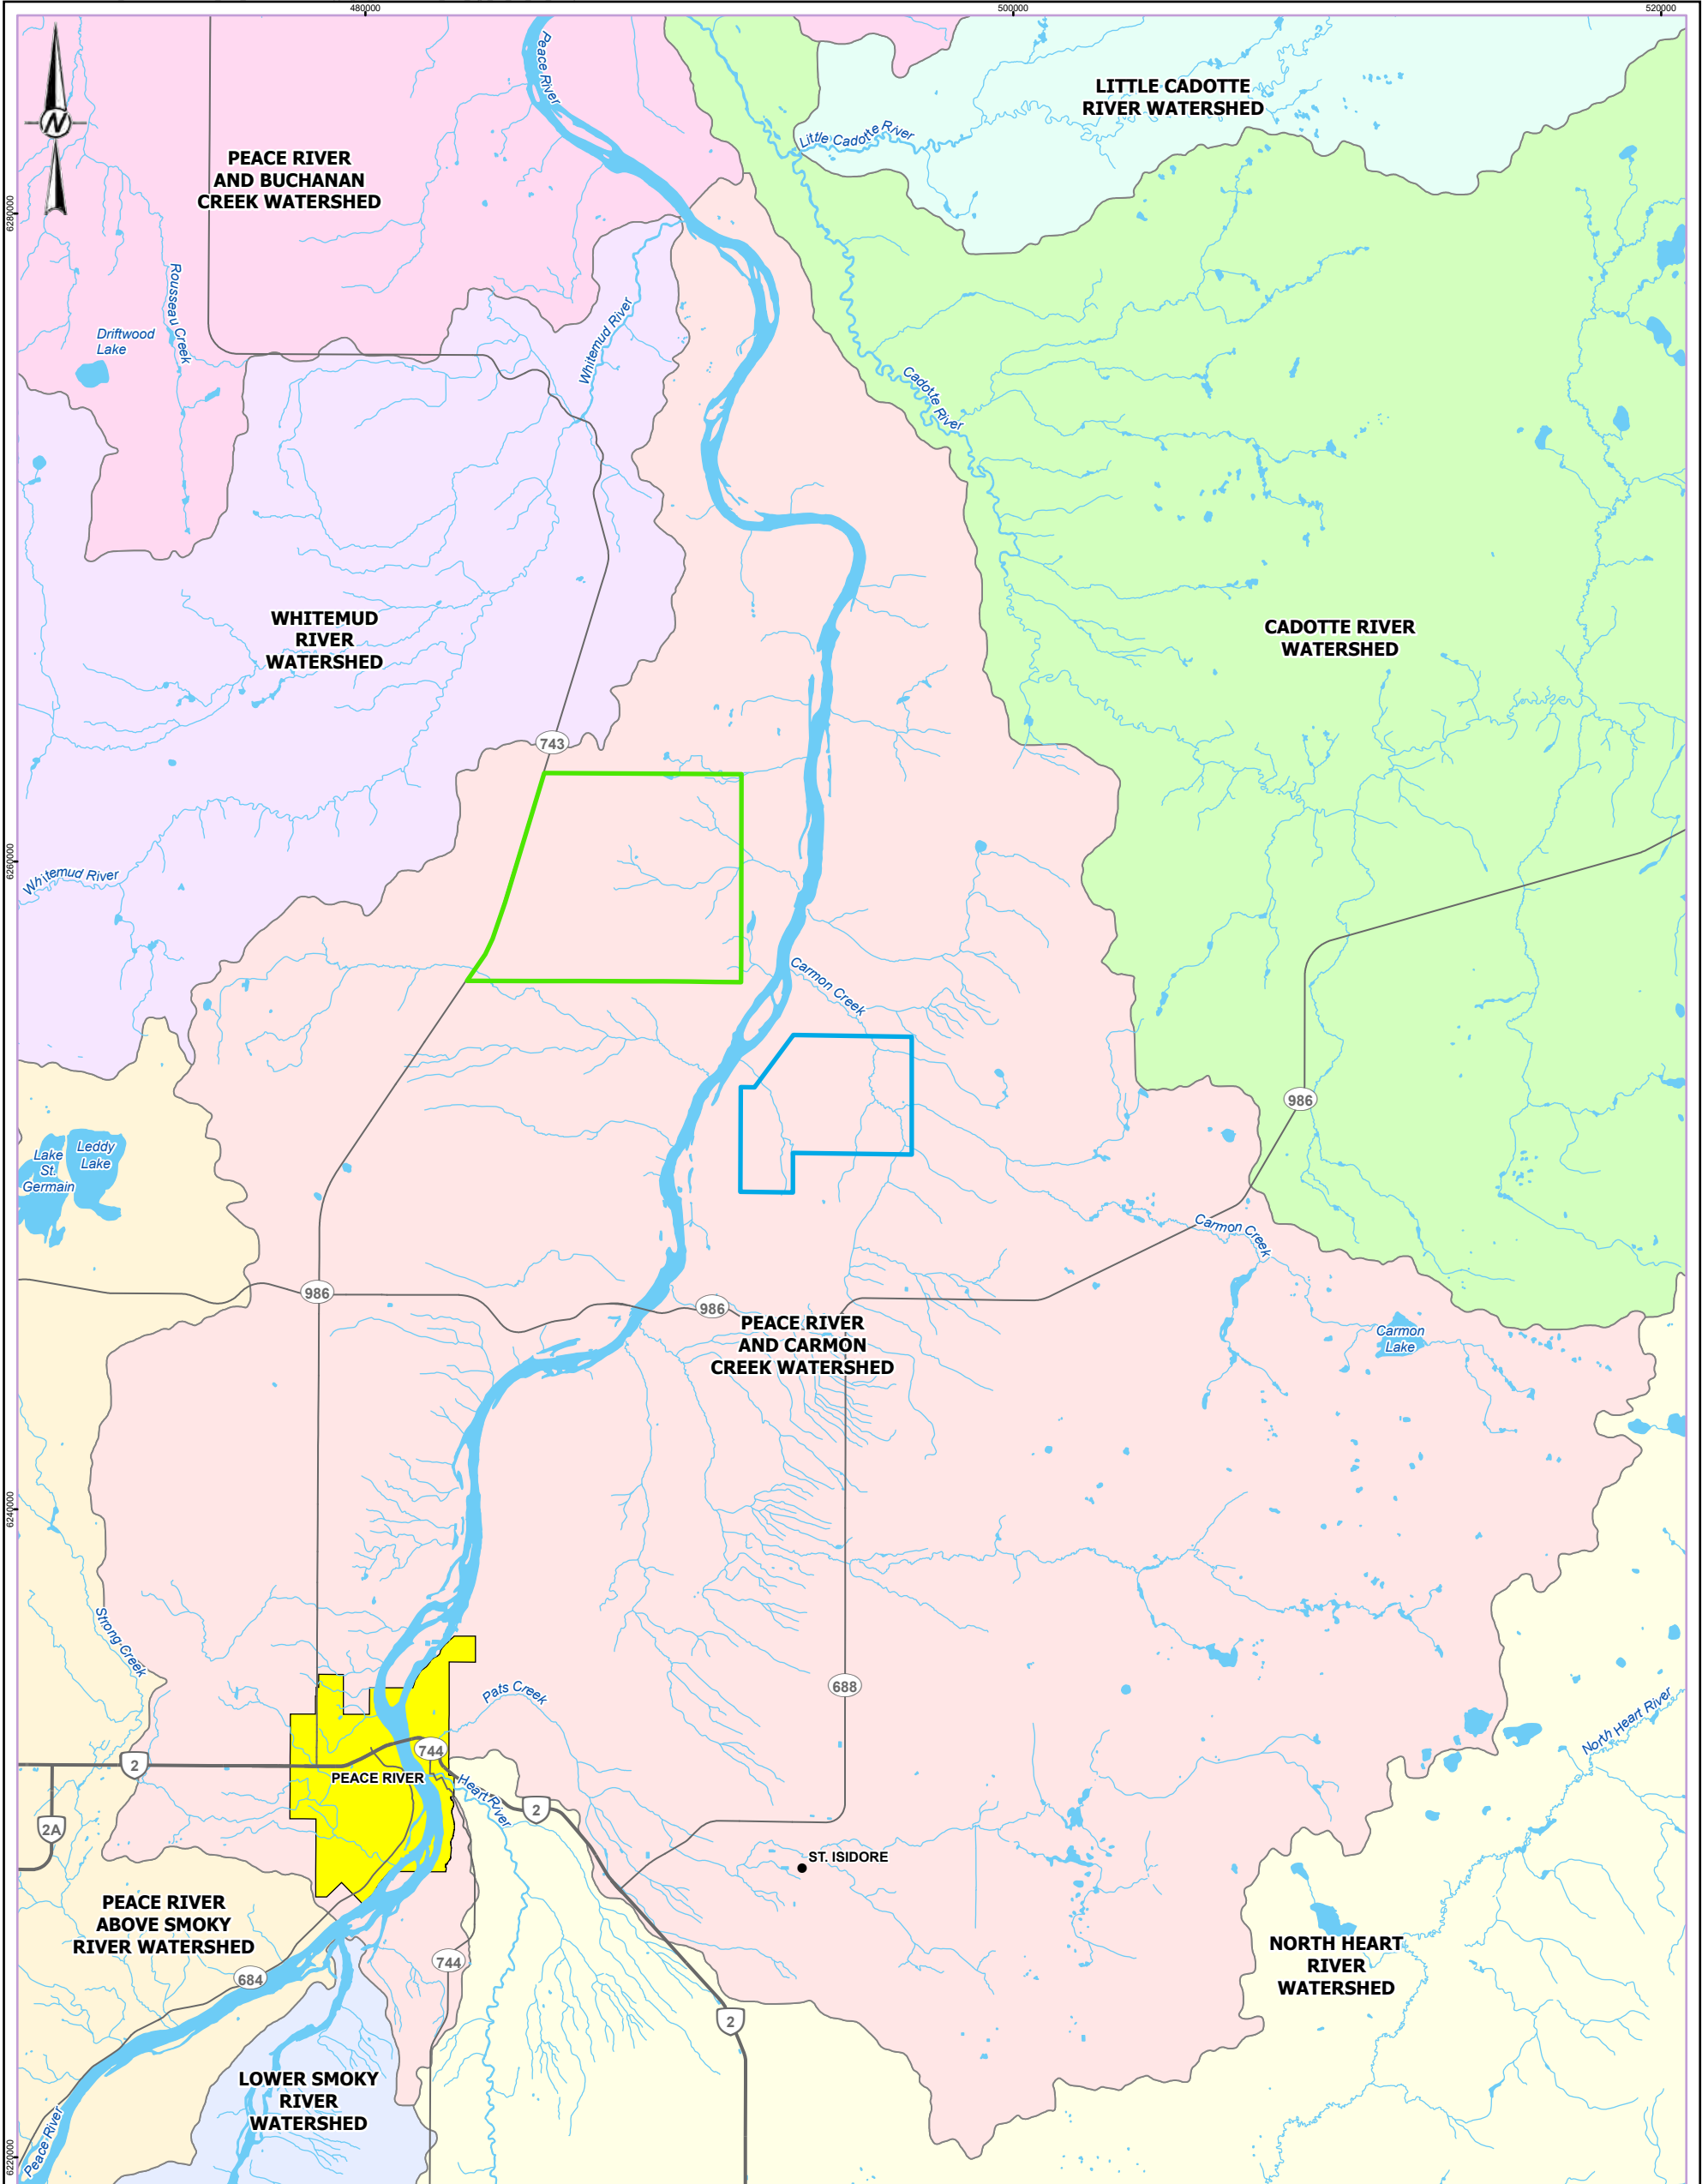 480000
500000
520000
N
Peace River
LITTLE CADOTTE
RIVER WATERSHED
Little Cadotte River
PEACE RIVER
AND BUCHANAN
CREEK WATERSHED
6280000
Rousseau Creek
Whitemud River
Driftwood
Lake
Cadotte River
WHITEMUD
RIVER
WATERSHED
CADOTTE RIVER
WATERSHED
743
6260000
Whitemud River
Carmon Creek
986
Leddy
Lake
Lake
St.
Germain
Carmon Creek
986
986
PEACE RIVER
AND CARMON
CREEK WATERSHED
Carmon
Lake
6240000
Strong Creek
Pats Creek
688
North Heart River
2
744
PEACE RIVER
Heart River
2
2A
ST. ISIDORE
PEACE RIVER
ABOVE SMOKY
RIVER WATERSHED
NORTH HEART
RIVER
WATERSHED
744
684
2
LOWER SMOKY
RIVER
WATERSHED
Peace River
6220000